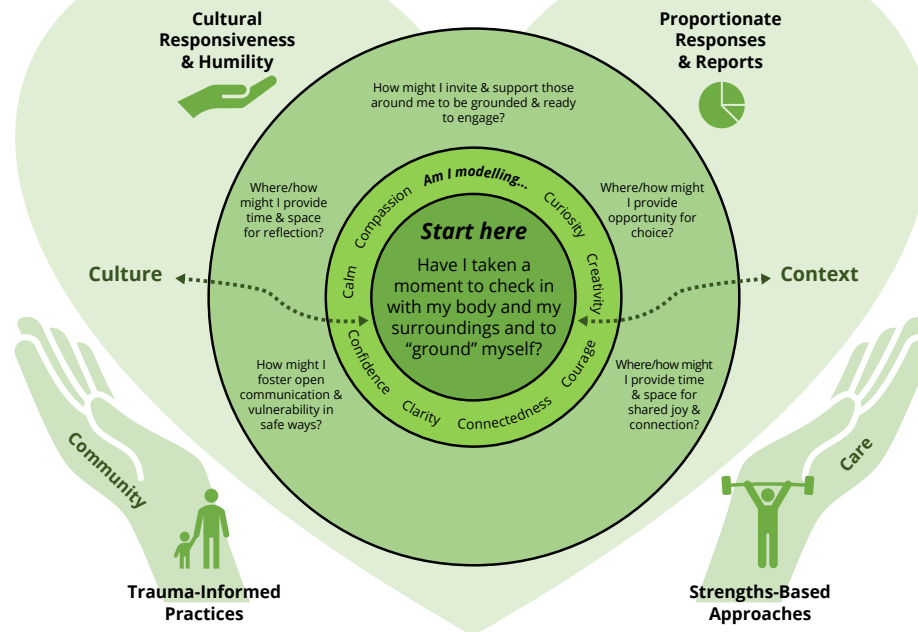 Cultural
Responsiveness
& Humility
Proportionate
Responses
& Reports
How might I invite & support those
around me to be grounded & ready
to engage?
Where/how
might I provide
time & space
for reflection?
Where/how might
I provide
opportunity for
choice?
Am I modelling...
Curiosity
Creativity
Courage
Connectedness
Clarity
Confidence
Calm
Compassion
Start here
Have I taken a
moment to check in
with my body and my
surroundings and to
“ground” myself?
Culture
Context
How might I
foster open
communication &
vulnerability in
safe ways?
Where/how might
I provide time
& space for
shared joy &
connection?
Community
Care
Trauma-Informed
Practices
Strengths-Based
Approaches